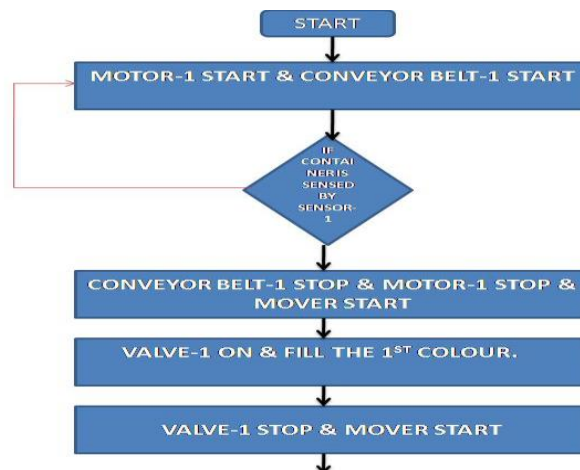 START
MOTOR-1 START & CONVEYOR BELT-1 START
IF
CONTAI
NER IS
SENSED
BY
SENSOR-
1
CONVEYOR BELT-1 STOP & MOTOR-1 STOP &
MOVER START
VALVE-1 ON & FILL THE 1ST COLOUR.
VALVE-1 STOP & MOVER START